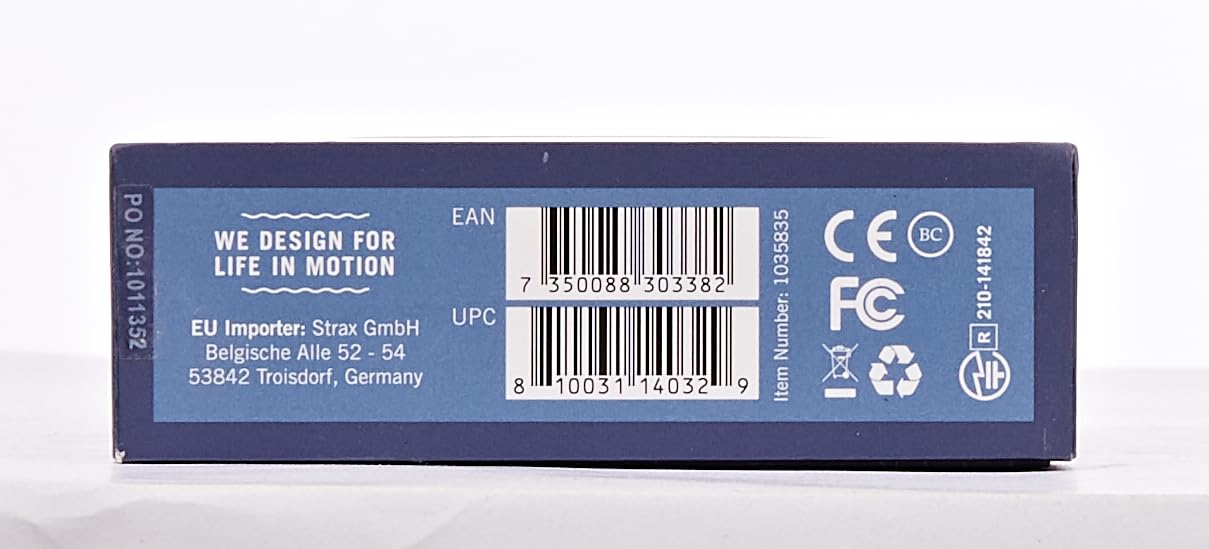 PO NO:1011352
WE DESIGN FOR
LIFE IN MOTION
EU Importer: Strax GmbH
Belgische Alle 52 - 54
53842 Troisdorf, Germany
EAN
7 350088 303382
UPC
8 10031 14032 9
Item Number: 1035835
CE
BC
FC
R 210-141842